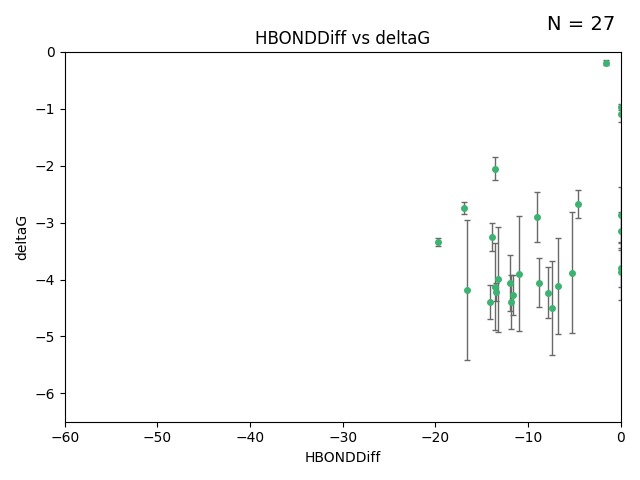 N = 27
HBONDDiff vs deltaG
0
−1
−2
−3
−4
−5
−6
deltaG
−60 −50 −40 −30 −20 −10 0
HBONDDiff